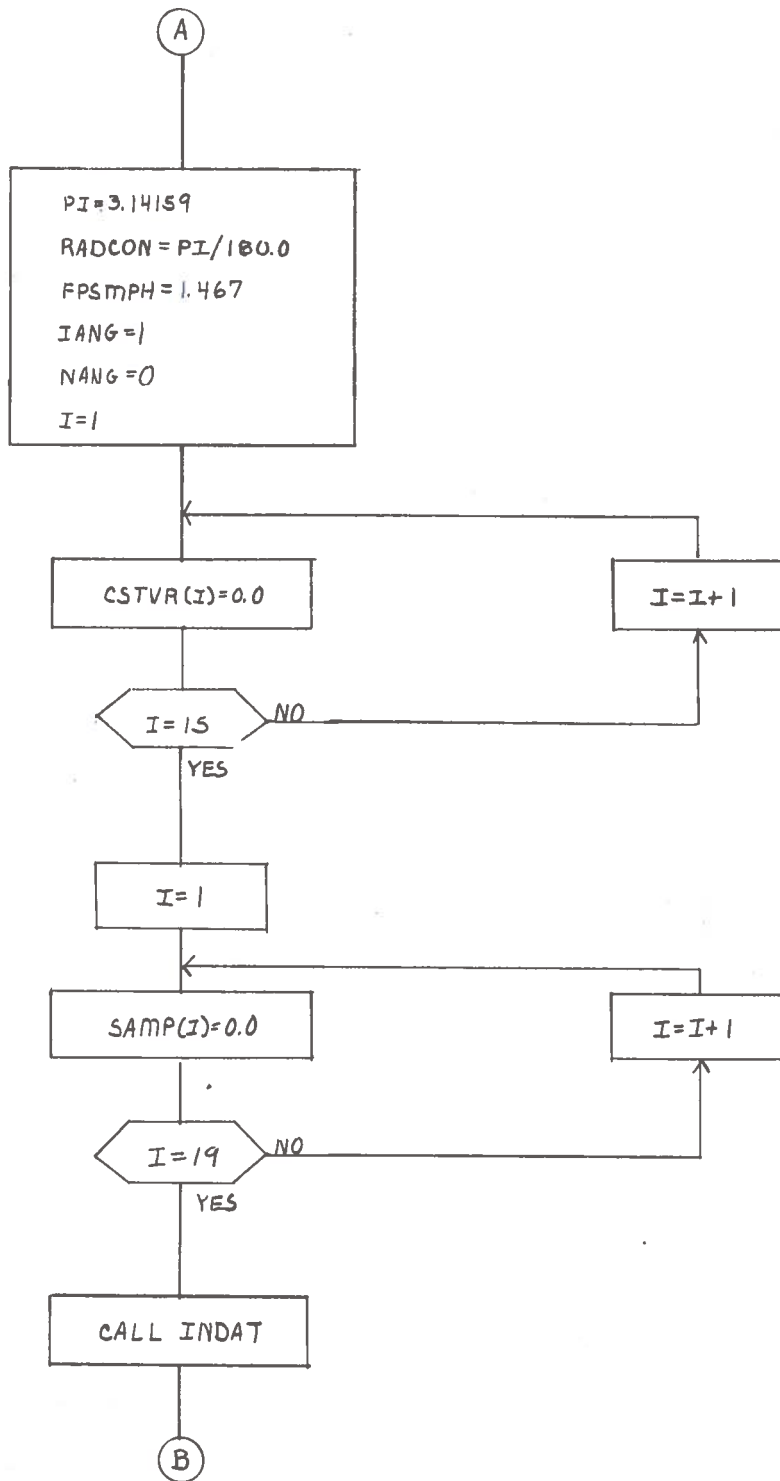 A
PI=3.14159
RADCON=PI/180.0
FPSMPH=1.467
IANG=1
NANG=0
I=1
CSTVR(I)=0.0
I=I+1
I=15
NO
YES
I=1
SAMP(I)=0.0
I=I+1
I=19
NO
YES
CALL INDAT
B